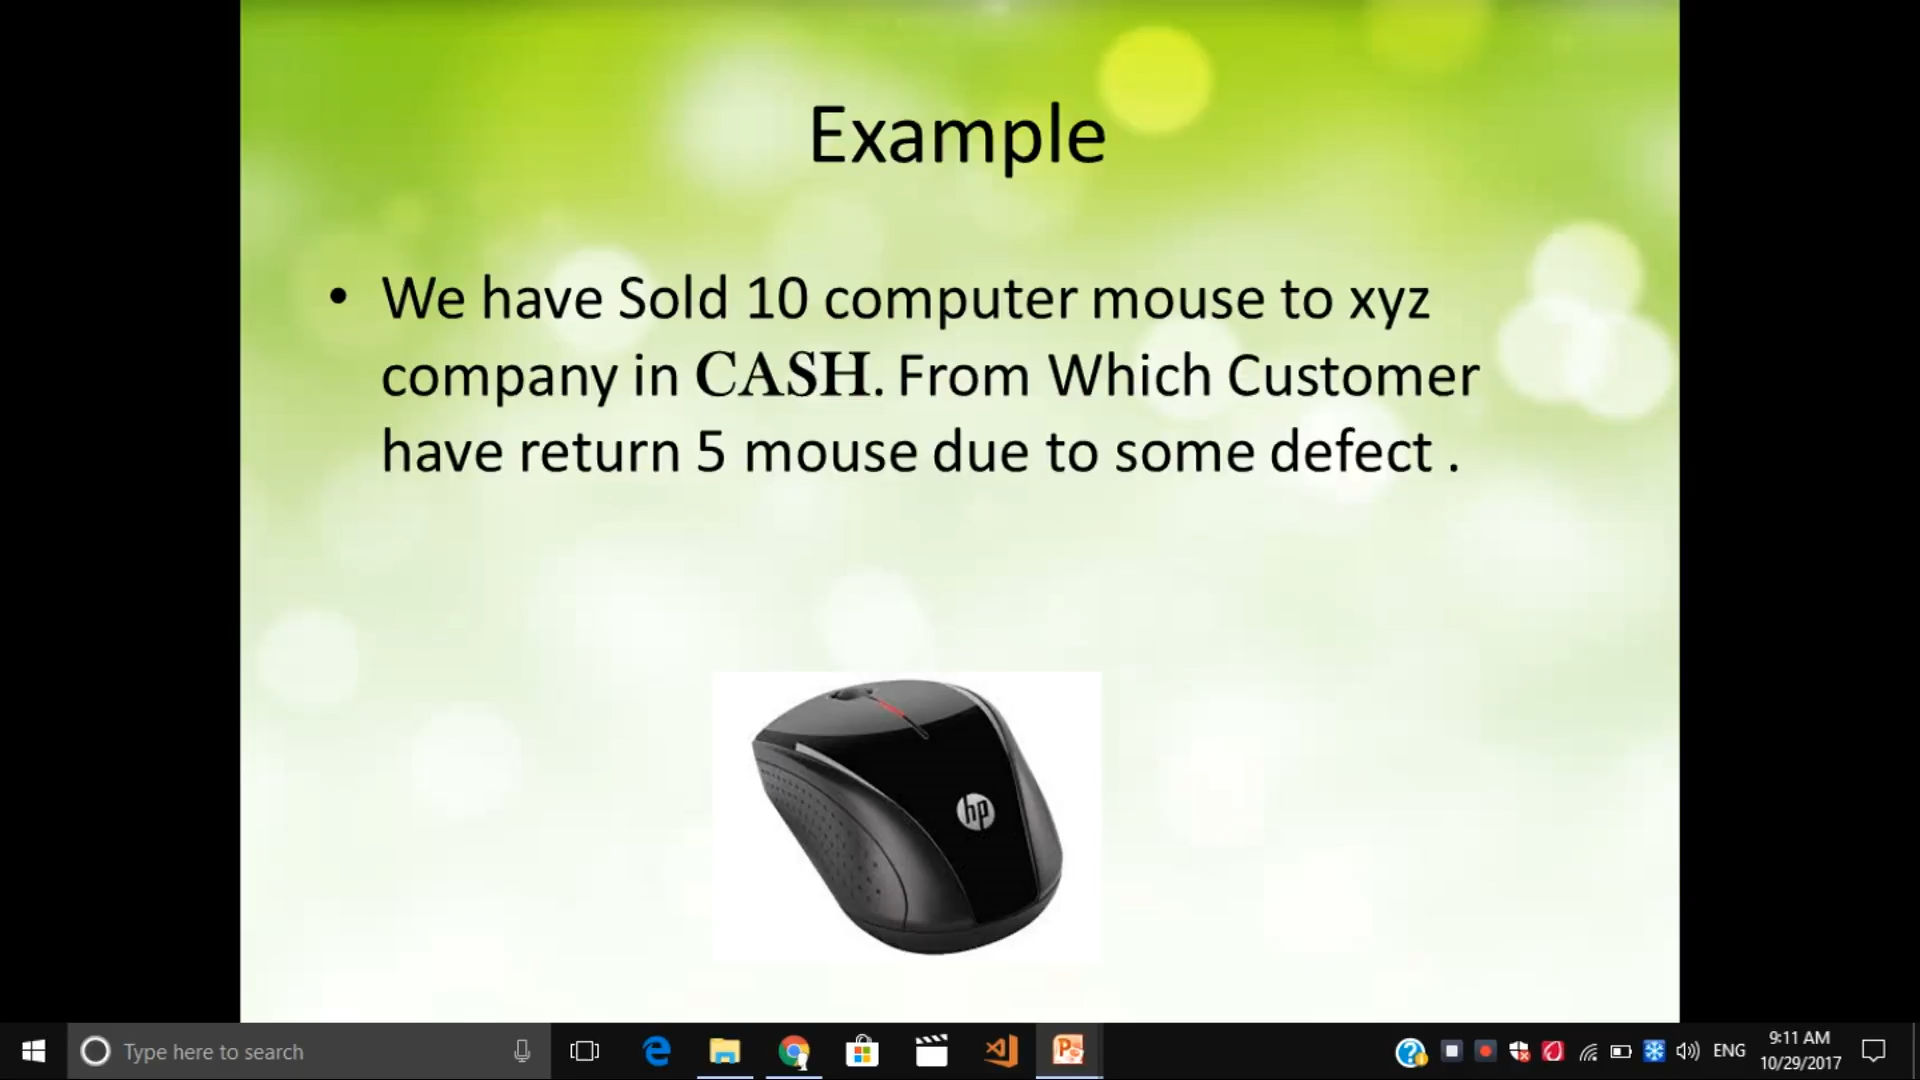 Example
• We have Sold 10 computer mouse to xyz
company in CASH. From Which Customer
have return 5 mouse due to some defect .
hp
Type here to search
ENG
9:11 AM
10/29/2017